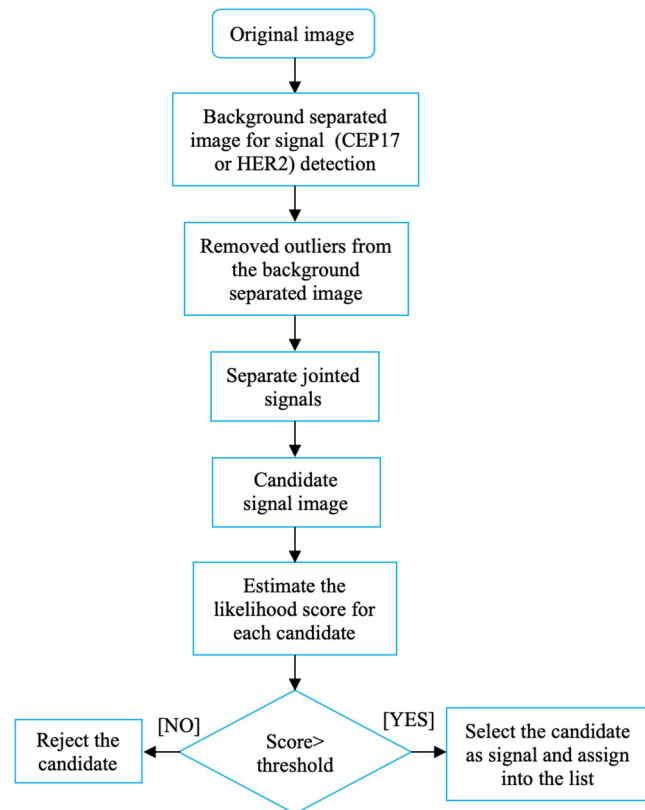 Original image
Background separated
image for signal (CEP17
or HER2) detection
Removed outliers from
the background
separated image
Separate jointed
signals
Candidate
signal image
Estimate the
likelihood score for
each candidate
[NO]
[YES]
Reject the
candidate
Score>
threshold
Select the candidate
as signal and assign
into the list